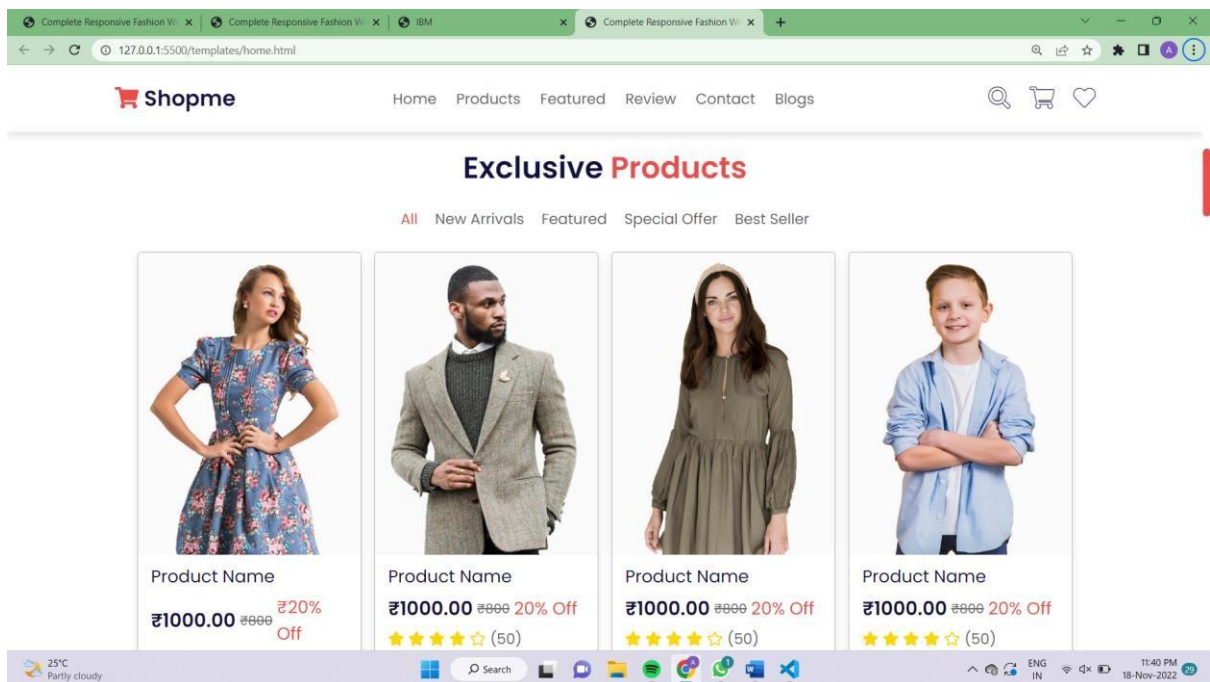 Complete Responsive Fashion W
Complete Responsive Fashion W
IBM
Complete Responsive Fashion W
127.0.0.1:5500/templates/home.html
A
Shopme
Home Products Featured Review Contact Blogs
Exclusive Products
All New Arrivals Featured Special Offer Best Seller
Product Name
₹1000.00 ₹800 ₹20% Off
Product Name
₹1000.00 ₹800 20% Off
(50)
Product Name
₹1000.00 ₹800 20% Off
(50)
Product Name
₹1000.00 ₹800 20% Off
(50)
25°C
Partly cloudy
Search
ENG
IN
11:40 PM
18-Nov-2022
29